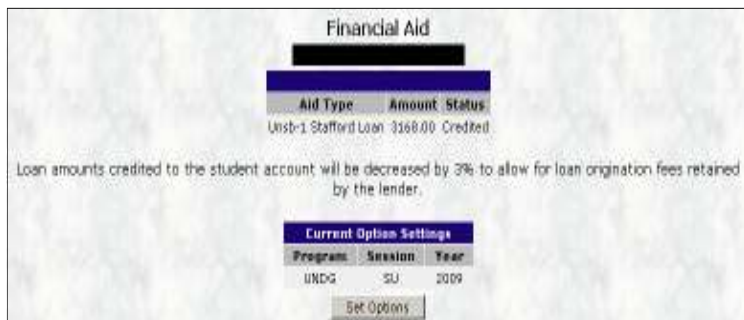 Financial Aid
Aid Type Amount Status
Unsb-1 Stafford Loan 3168.00 Credited
Loan amounts credited to the student account will be decreased by 3% to allow for loan origination fees retained
by the lender.
Current Option Settings
Program Session Year
UNDG SU 2009
Set Options